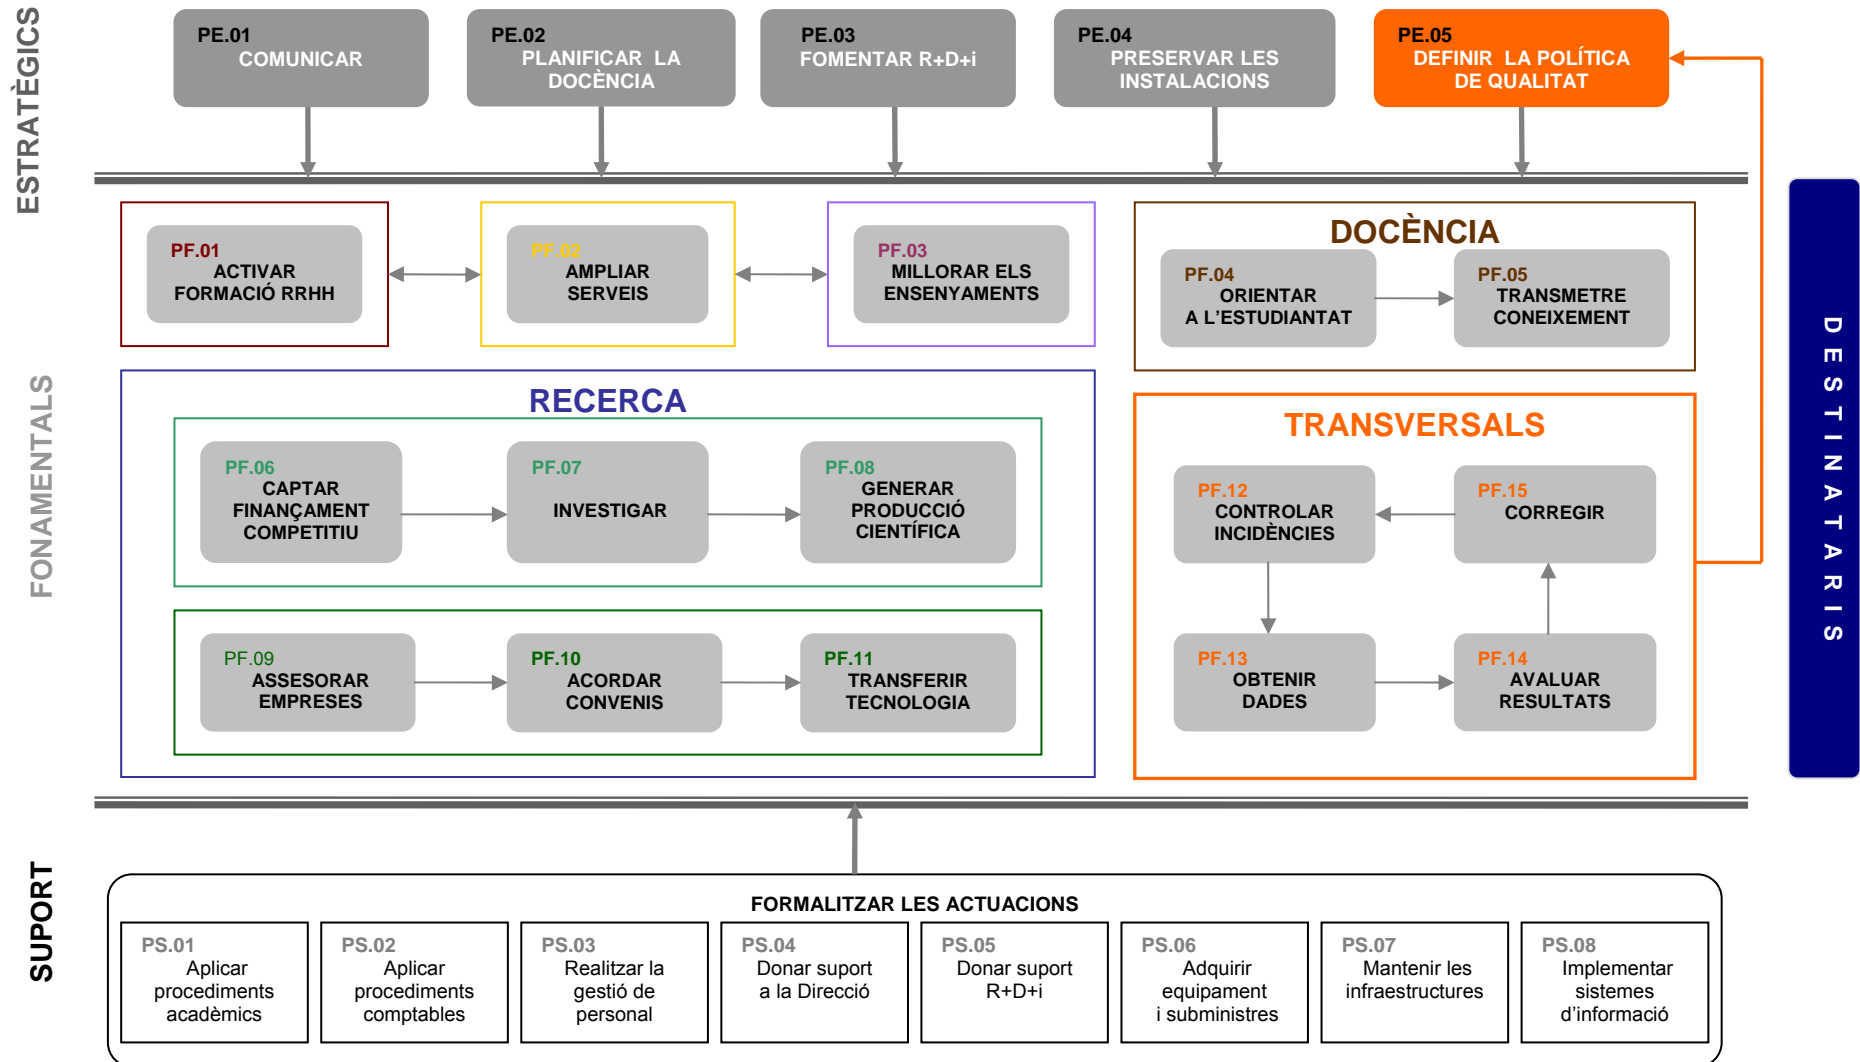 ESTRATÈGICS
PE.01
COMUNICAR
PE.02
PLANIFICAR LA
DOCÈNCIA
PE.03
FOMENTAR R+D+i
PE.04
PRESERVAR LES
INSTALACIONS
PE.05
DEFINIR LA POLÍTICA
DE QUALITAT
FONAMENTALS
PF.01
ACTIVAR
FORMACIÓ RRHH
PF.02
AMPLIAR
SERVEIS
PF.03
MILLORAR ELS
ENSENYAMENTS
DOCÈNCIA
PF.04
ORIENTAR
A L'ESTUDIANTAT
PF.05
TRANSMETRE
CONEIXEMENT
RECERCA
PF.06
CAPTAR
FINANÇAMENT
COMPETITIU
PF.07
INVESTIGAR
PF.08
GENERAR
PRODUCCIÓ
CIENTÍFICA
PF.09
ASSESORAR
EMPRESES
PF.10
ACORDAR
CONVENIS
PF.11
TRANSFERIR
TECNOLOGIA
TRANSVERSALS
PF.12
CONTROLAR
INCIDÈNCIES
PF.15
CORREGIR
PF.13
OBTENIR
DADES
PF.14
AVALUAR
RESULTATS
DESTINATARIS
SUPORT
FORMALITZAR LES ACTUACIONS
PS.01
Aplicar
procediments
acadèmics
PS.02
Aplicar
procediments
comptables
PS.03
Realitzar la
gestió de
personal
PS.04
Donar suport
a la Direcció
PS.05
Donar suport
R+D+i
PS.06
Adquirir
equipament
i subministres
PS.07
Mantenir les
infraestructures
PS.08
Implementar
sistemes
d'informació